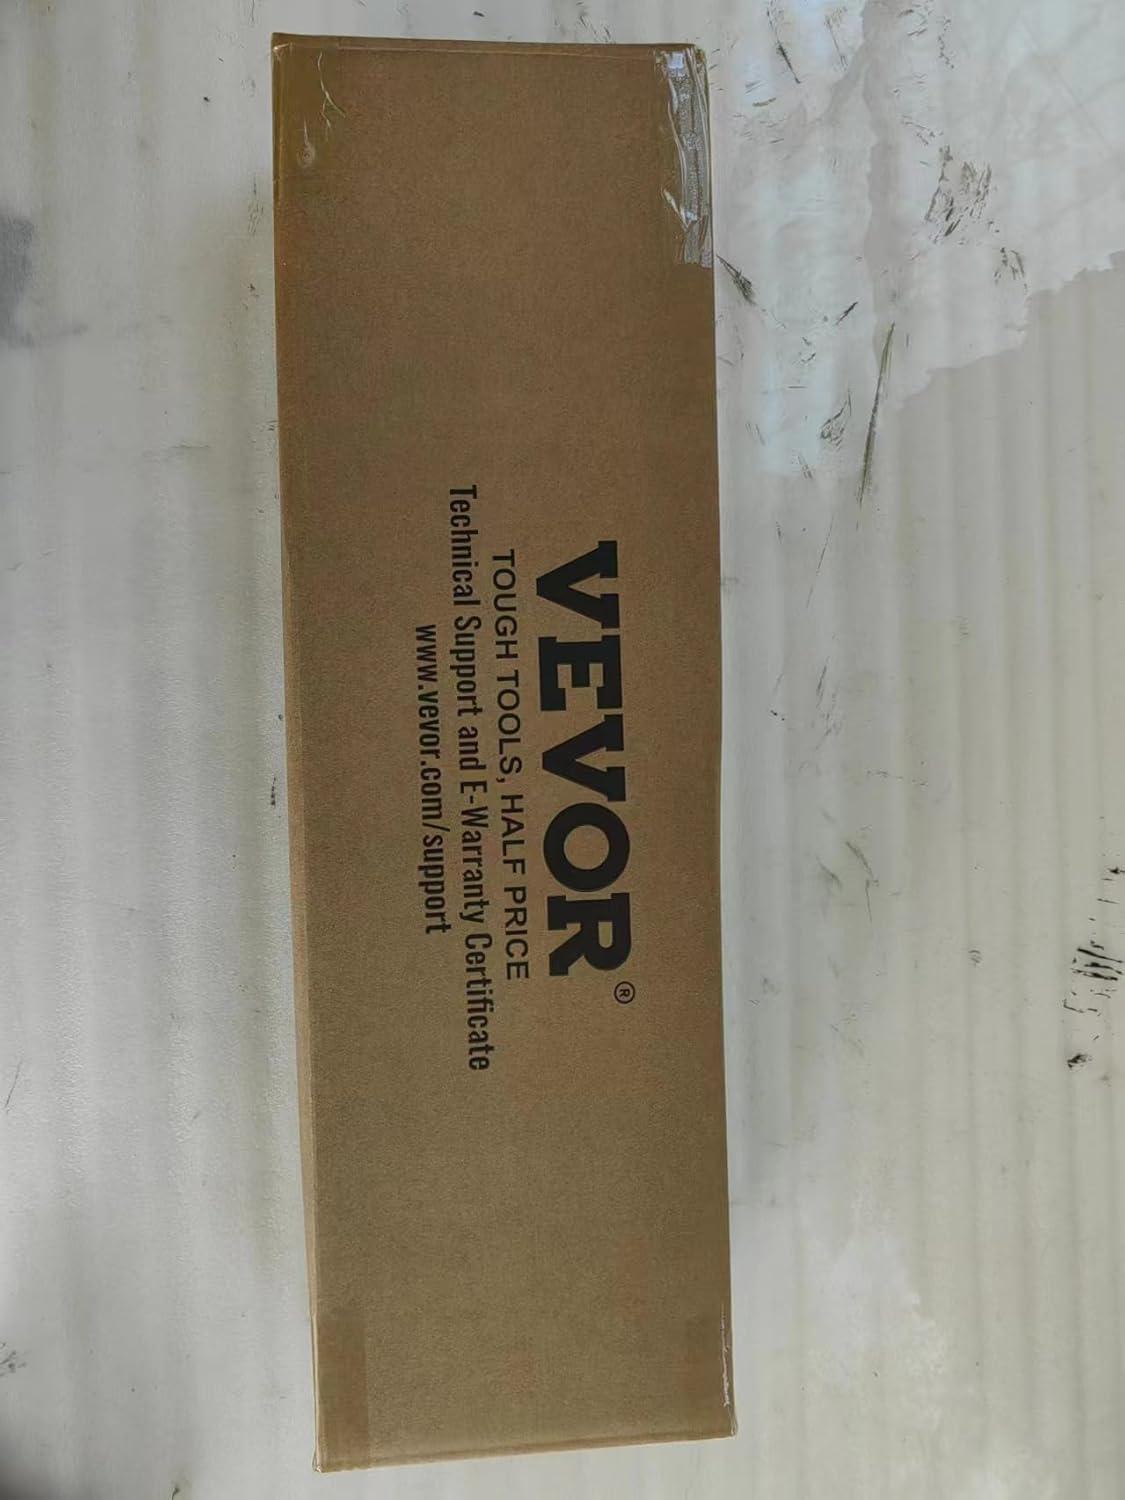 VEVOR®
TOUGH TOOLS, HALF PRICE
Technical Support and E-Warranty Certificate
www.vevor.com/support